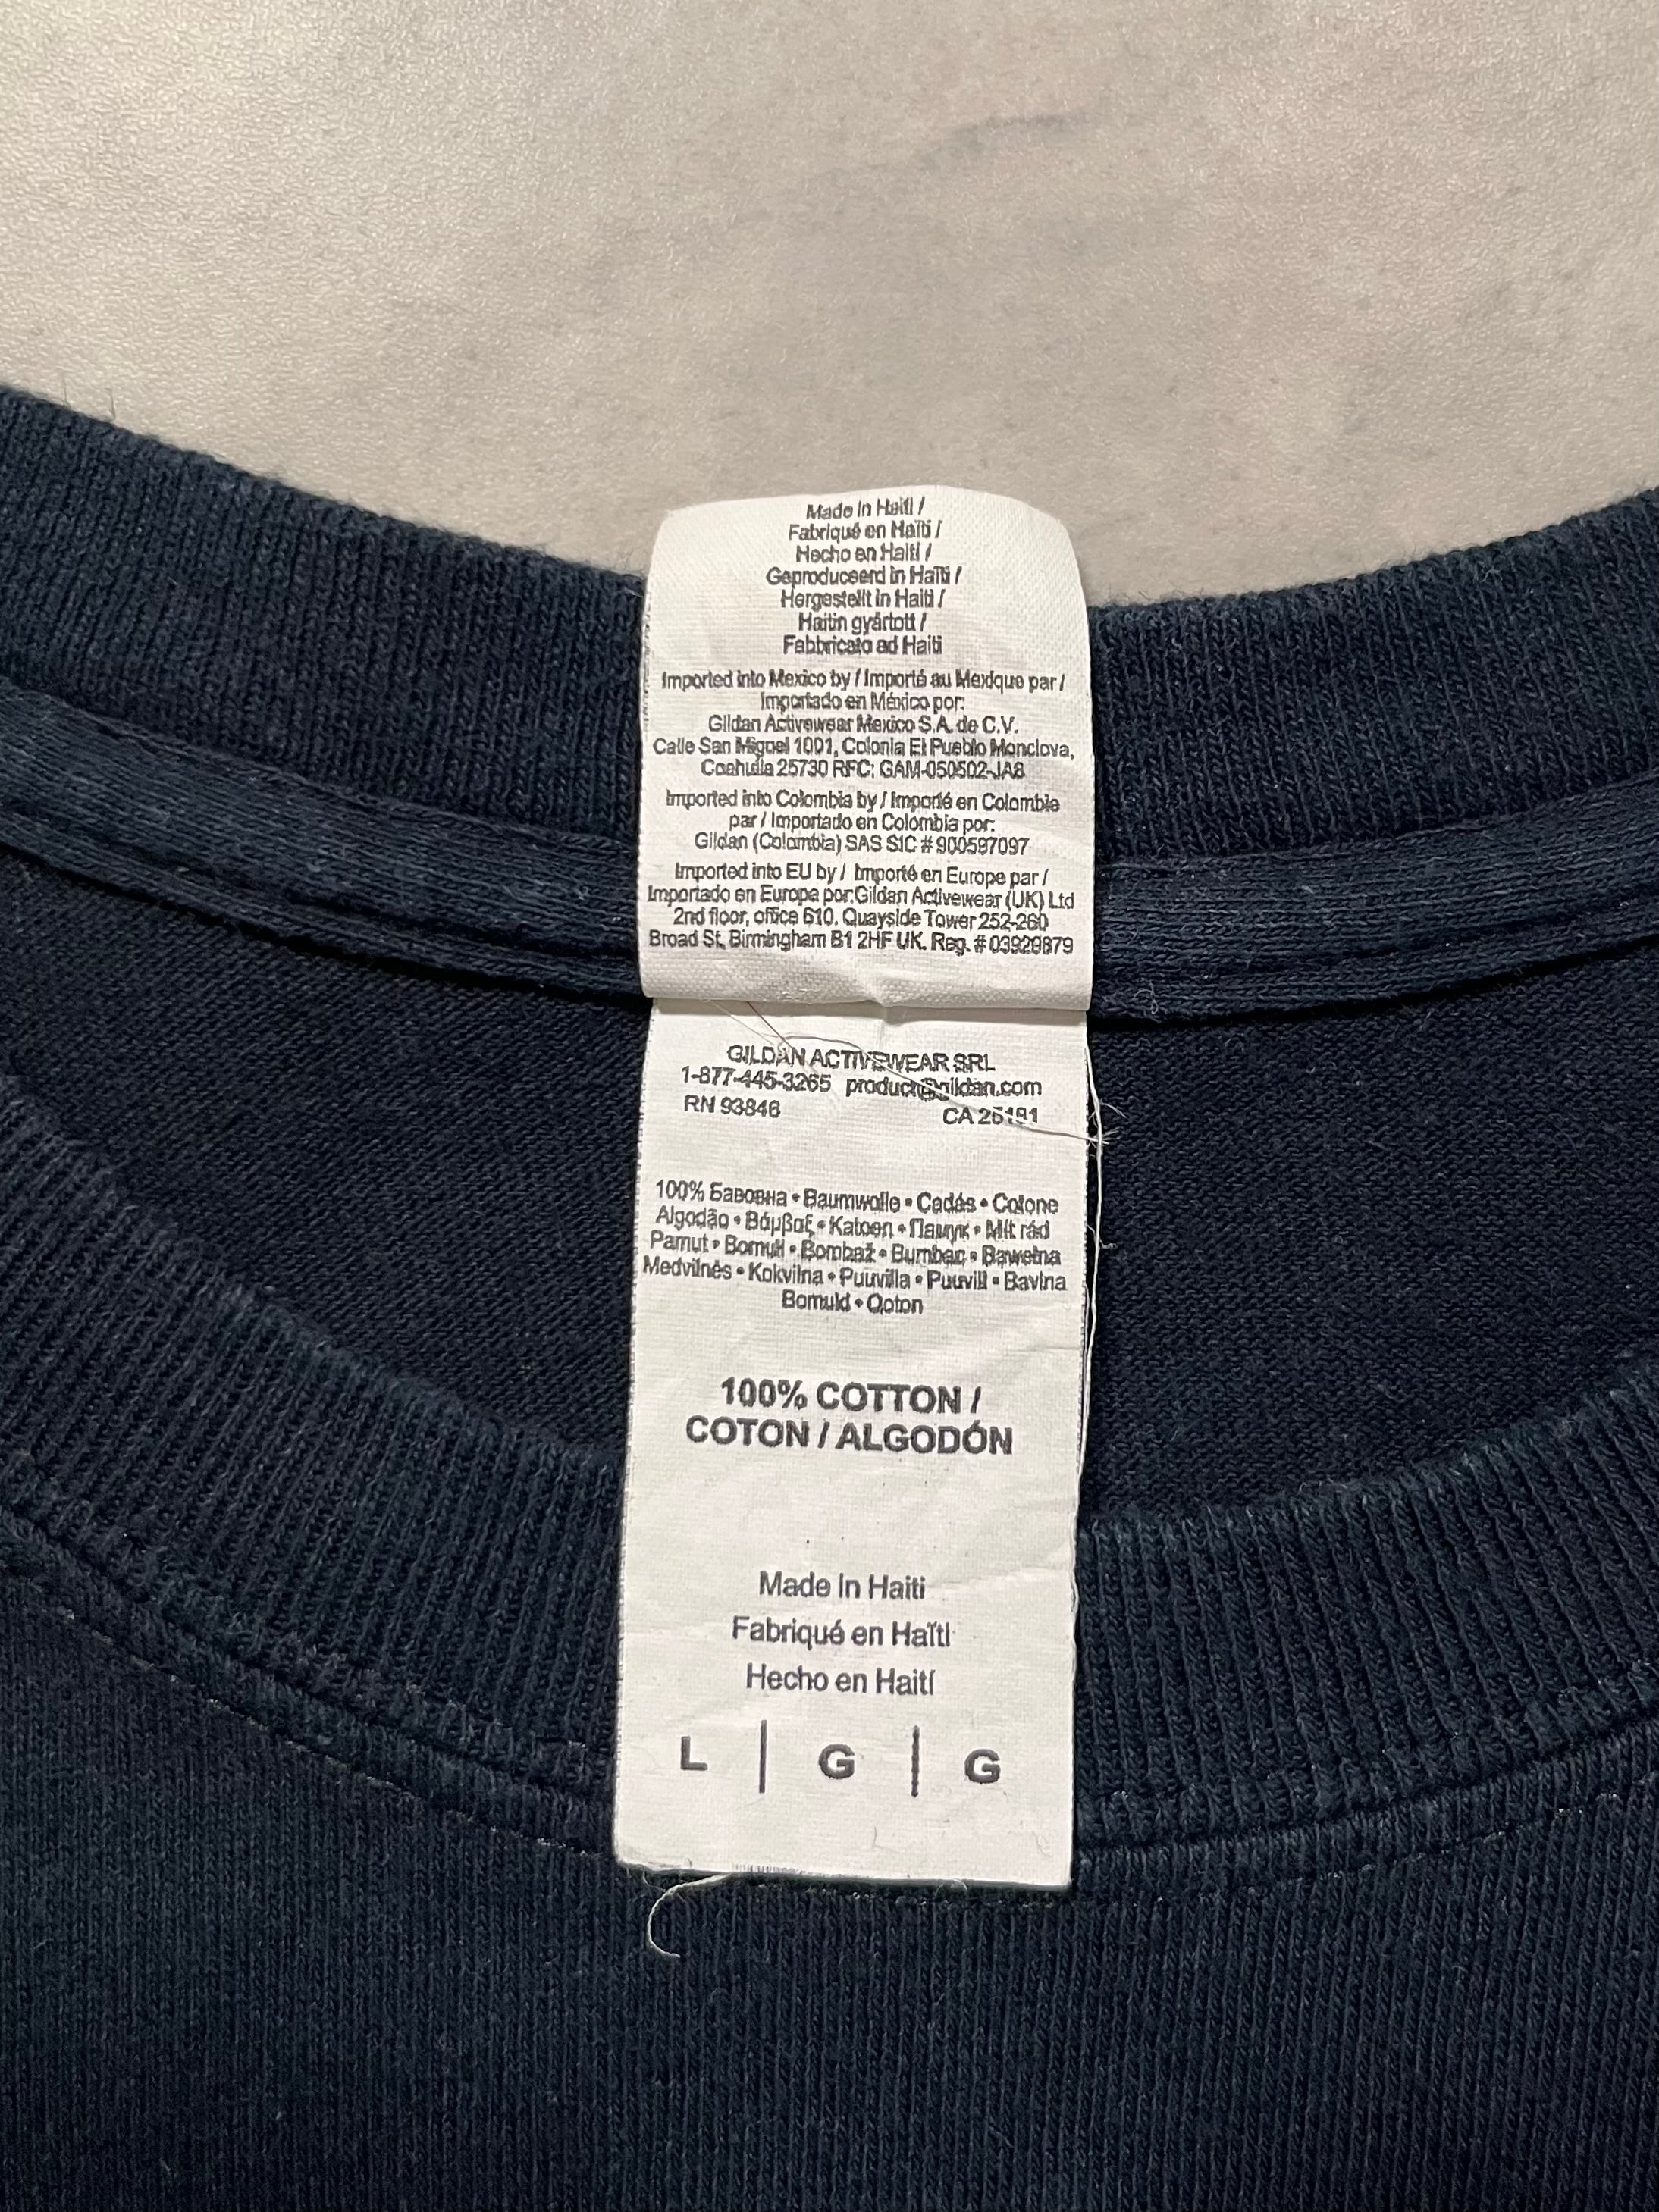 Made in Haiti /
Fabriqué en Haïti /
Hecho en Haití /
Geproduceerd in Haïti /
Hergestellt in Haiti /
Haitin gyártott /
Fabbricato ad Haiti
Imported into Mexico by / Importé au Mexique par /
Importado en México por:
Gildan Activewear Mexico S.A. de C.V.
Calle San Miguel 1001, Colonia El Pueblo Monclova,
Coahuila 25730 RFC: GAM-050502-JA8
Imported into Colombia by / Importé en Colombie
par / Importado en Colombia por:
Gildan (Colombia) SAS SIC # 900597097
Imported into EU by / Importé en Europe par /
Importado en Europa por:Gildan Activewear (UK) Ltd
2nd floor, office 610. Quayside Tower 252-260
Broad St, Birmingham B1 2HF UK. Reg. # 03929879
GILDAN ACTIVEWEAR SRL
1-877-445-3265 product@gildan.com
RN 93846 CA 26191
100% Бавовна • Baumwolle • Cadás • Cotone
Algodão • Βάμβαξ • Katoen • Памук • Mit rád
Pamut • Bomull • Bombaž • Bumbac • Bawełna
Medvilnės • Kokvilna • Puuvilla • Puuvill • Bavlna
Bomuld • Qoton
100% COTTON /
COTON / ALGODÓN
Made in Haiti
Fabriqué en Haïti
Hecho en Haití
L | G | G